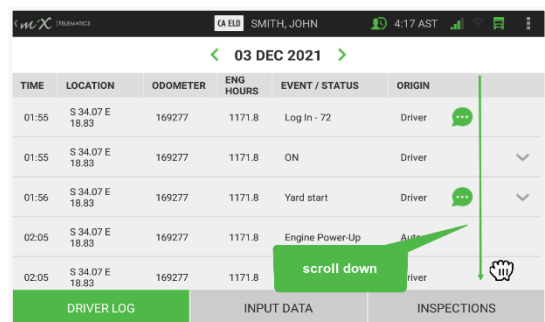 miX TELEMATICS CA ELD SMITH, JOHN 4:17 AST
< 03 DEC 2021 >
TIME LOCATION ODOMETER ENG HOURS EVENT / STATUS ORIGIN
01:55 S 34.07 E 18.83 169277 1171.8 Log In - 72 Driver
01:55 S 34.07 E 18.83 169277 1171.8 ON Driver
01:56 S 34.07 E 18.83 169277 1171.8 Yard start Driver
02:05 S 34.07 E 18.83 169277 1171.8 Engine Power-Up
02:05 S 34.07 E 18.83 169277 1171.8
scroll down
DRIVER LOG INPUT DATA INSPECTIONS